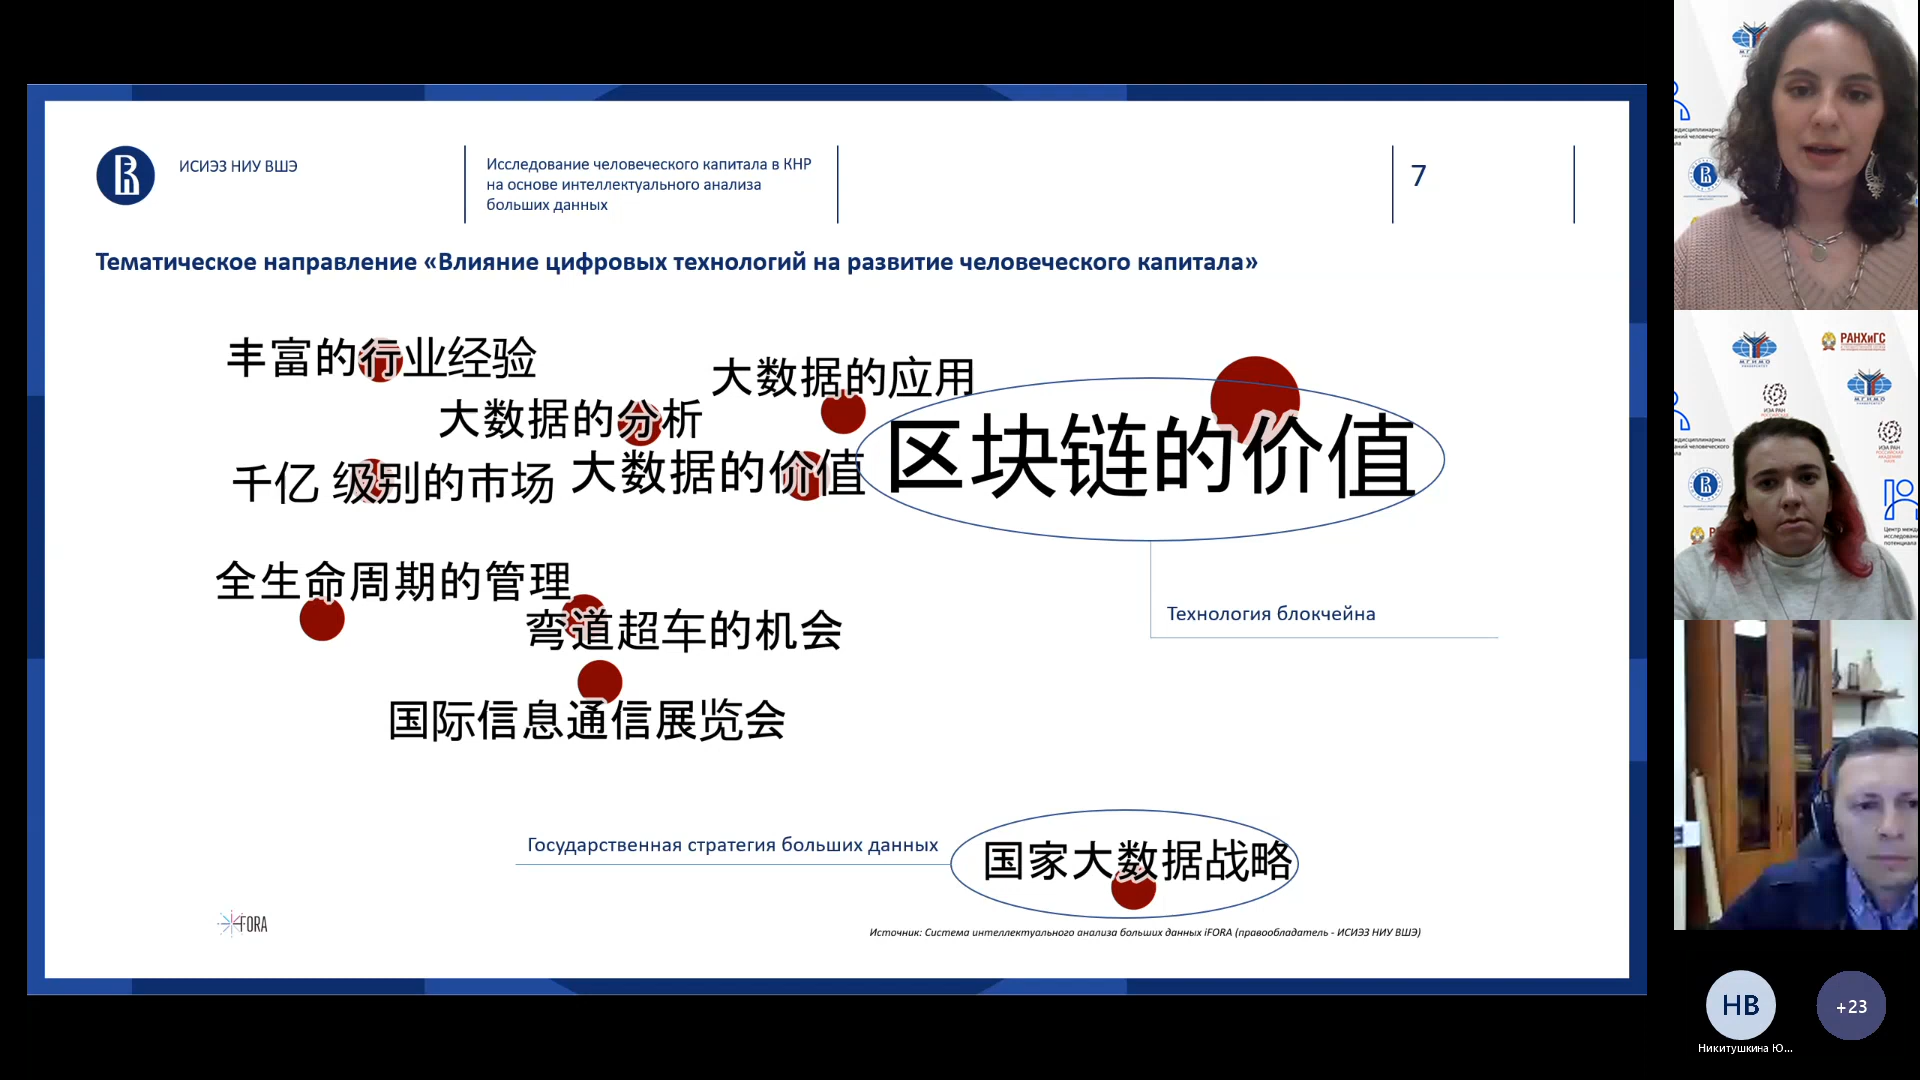 ИСИЭЗ НИУ ВШЭ
Исследование человеческого капитала в КНР
на основе интеллектуального анализа
больших данных
7
Тематическое направление «Влияние цифровых технологий на развитие человеческого капитала»
丰富的行业经验
大数据的应用
大数据的分析
区块链的价值
千亿 级别的市场
大数据的价值
全生命周期的管理
弯道超车的机会
Технология блокчейна
国际信息通信展览会
Государственная стратегия больших данных
国家大数据战略
iFORA
Источник: Система интеллектуального анализа больших данных iFORA (правообладатель - ИСИЭЗ НИУ ВШЭ)
РАНХиГС
МГИМО
НВ
+23
Никитушкина Ю...